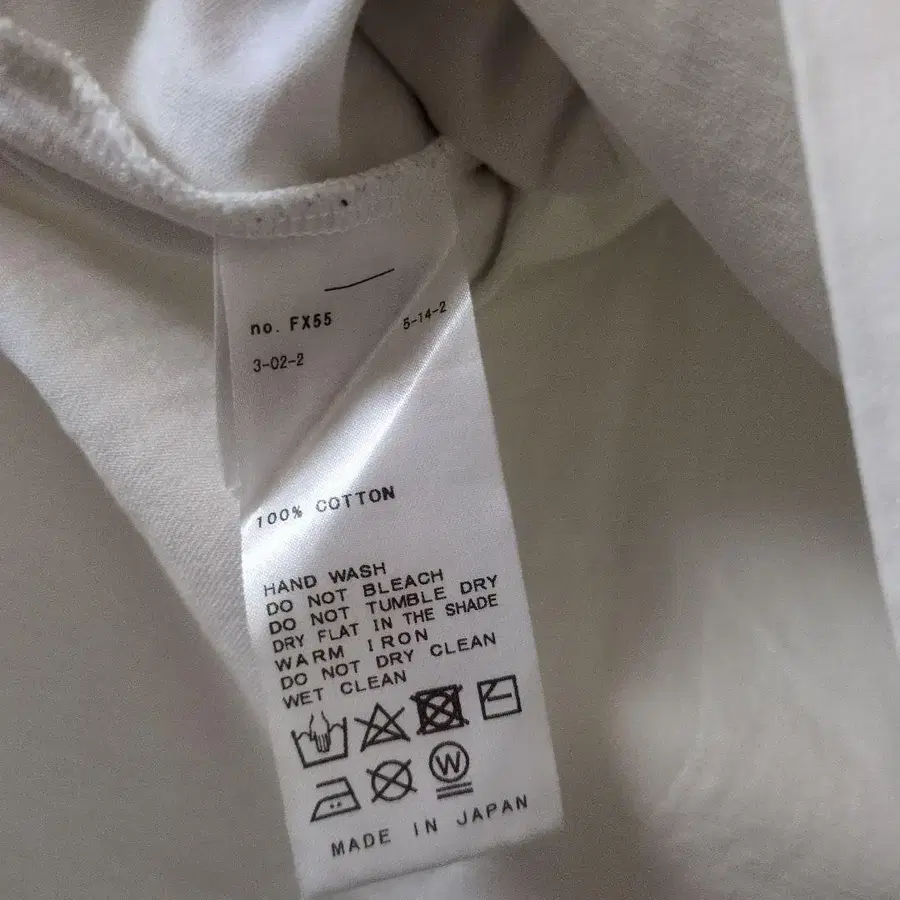 no. FX55
5-14-2
3-02-2
100% COTTON
HAND WASH
DO NOT BLEACH
DO NOT TUMBLE DRY
DRY FLAT IN THE SHADE
WARM IRON
DO NOT DRY CLEAN
WET CLEAN
W
MADE IN JAPAN